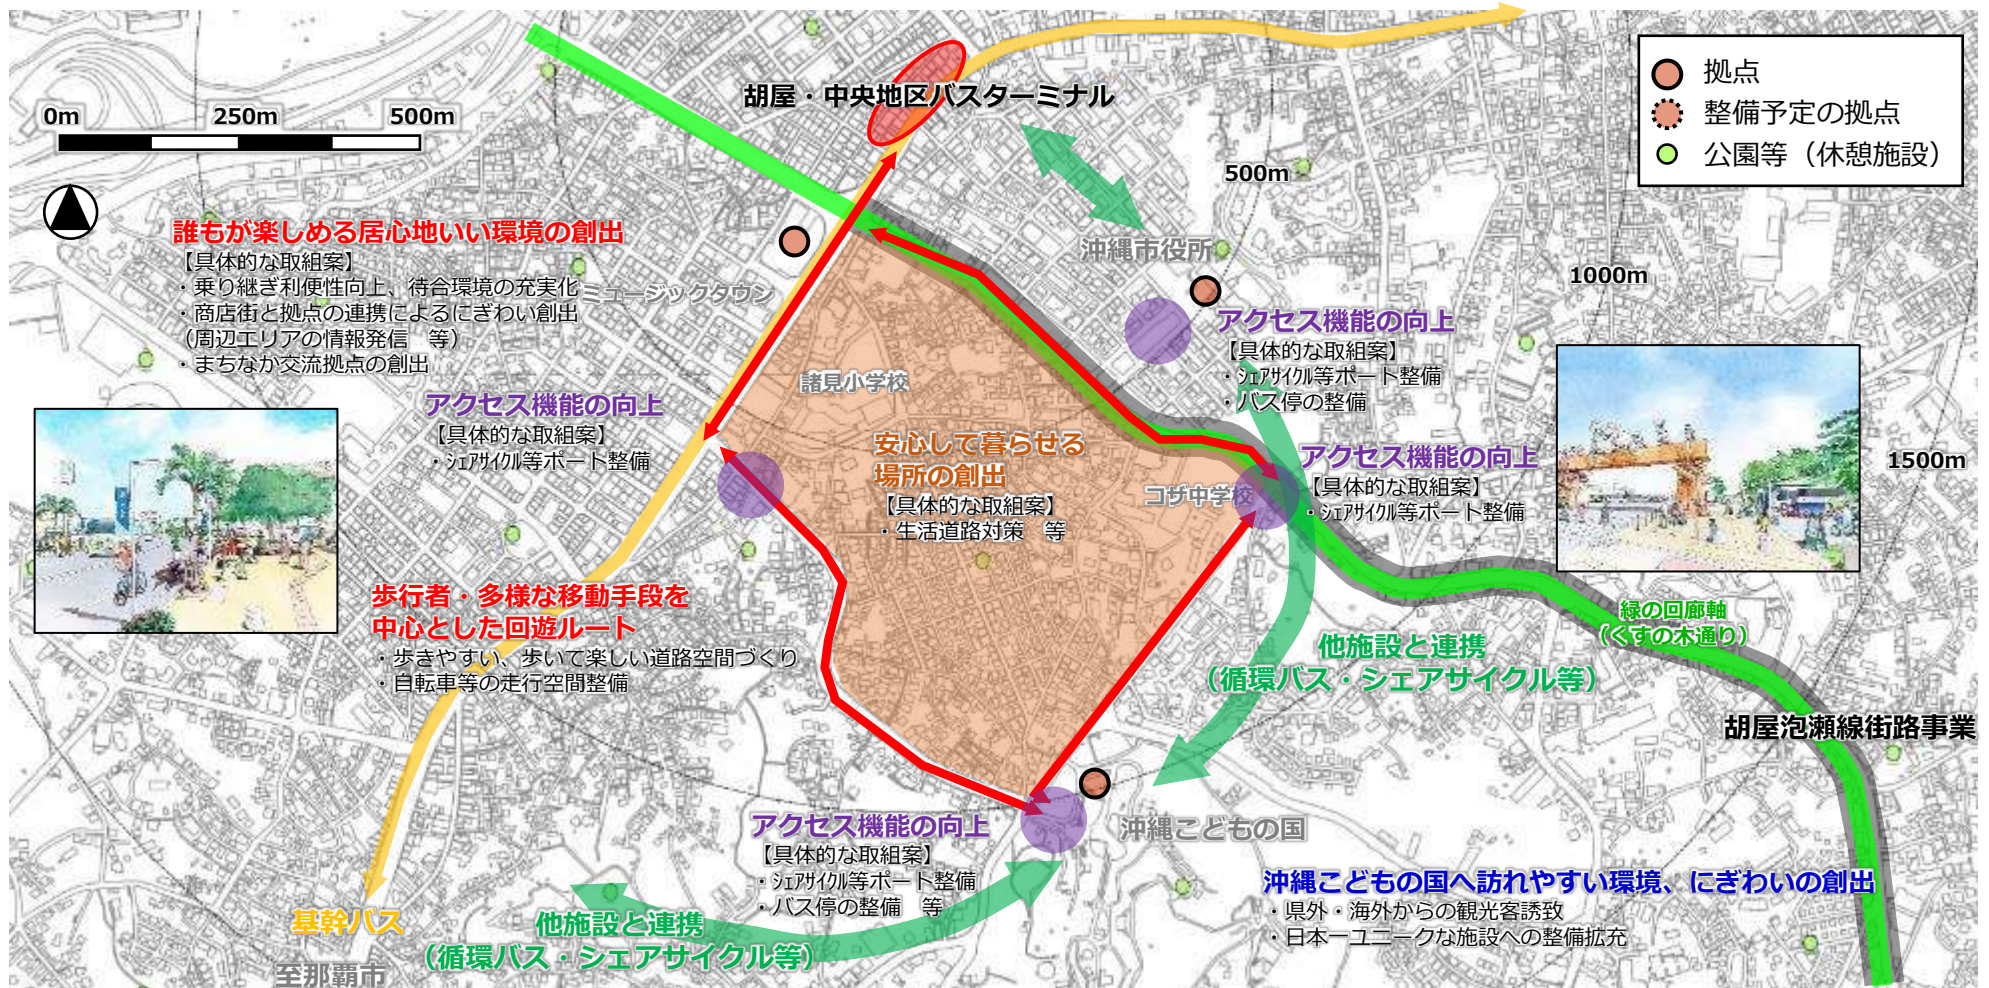 拠点
整備予定の拠点
公園等（休憩施設）
0m 250m 500m
胡屋・中央地区バスターミナル
500m
1000m
1500m
沖縄市役所
ミュージックタウン
誰もが楽しめる居心地いい環境の創出
【具体的な取組案】
・乗り継ぎ利便性向上、待合環境の充実化
・商店街と拠点の連携によるにぎわい創出
（周辺エリアの情報発信　等）
・まちなか交流拠点の創出
アクセス機能の向上
【具体的な取組案】
・ｼｪｱｻｲｸﾙ等ポート整備
・バス停の整備
諸見小学校
アクセス機能の向上
【具体的な取組案】
・ｼｪｱｻｲｸﾙ等ポート整備
安心して暮らせる
場所の創出
【具体的な取組案】
・生活道路対策　等
コザ中学校
アクセス機能の向上
【具体的な取組案】
・ｼｪｱｻｲｸﾙ等ポート整備
歩行者・多様な移動手段を
中心とした回遊ルート
・歩きやすい、歩いて楽しい道路空間づくり
・自転車等の走行空間整備
緑の回廊軸
（くすの木通り）
他施設と連携
（循環バス・シェアサイクル等）
胡屋泡瀬線街路事業
アクセス機能の向上
【具体的な取組案】
・ｼｪｱｻｲｸﾙ等ポート整備
・バス停の整備　等
沖縄こどもの国
沖縄こどもの国へ訪れやすい環境、にぎわいの創出
・県外・海外からの観光客誘致
・日本一ユニークな施設への整備拡充
基幹バス
至那覇市
他施設と連携
（循環バス・シェアサイクル等）